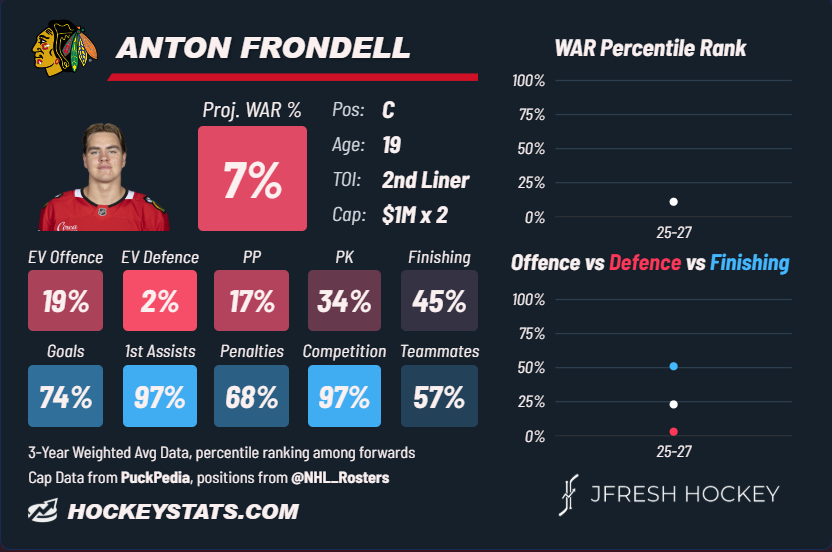 ANTON FRONDELL
Proj. WAR %
7%
Pos: C
Age: 19
TOI: 2nd Liner
Cap: $1M x 2
EV Offence EV Defence PP PK Finishing
19% 2% 17% 34% 45%
Goals 1st Assists Penalties Competition Teammates
74% 97% 68% 97% 57%
3-Year Weighted Avg Data, percentile ranking among forwards
Cap Data from PuckPedia, positions from @NHL_Rosters
HOCKEYSTATS.COM
WAR Percentile Rank
100%
75%
50%
25%
0%
25-27
Offence vs Defence vs Finishing
100%
75%
50%
25%
0%
25-27
JFRESH HOCKEY